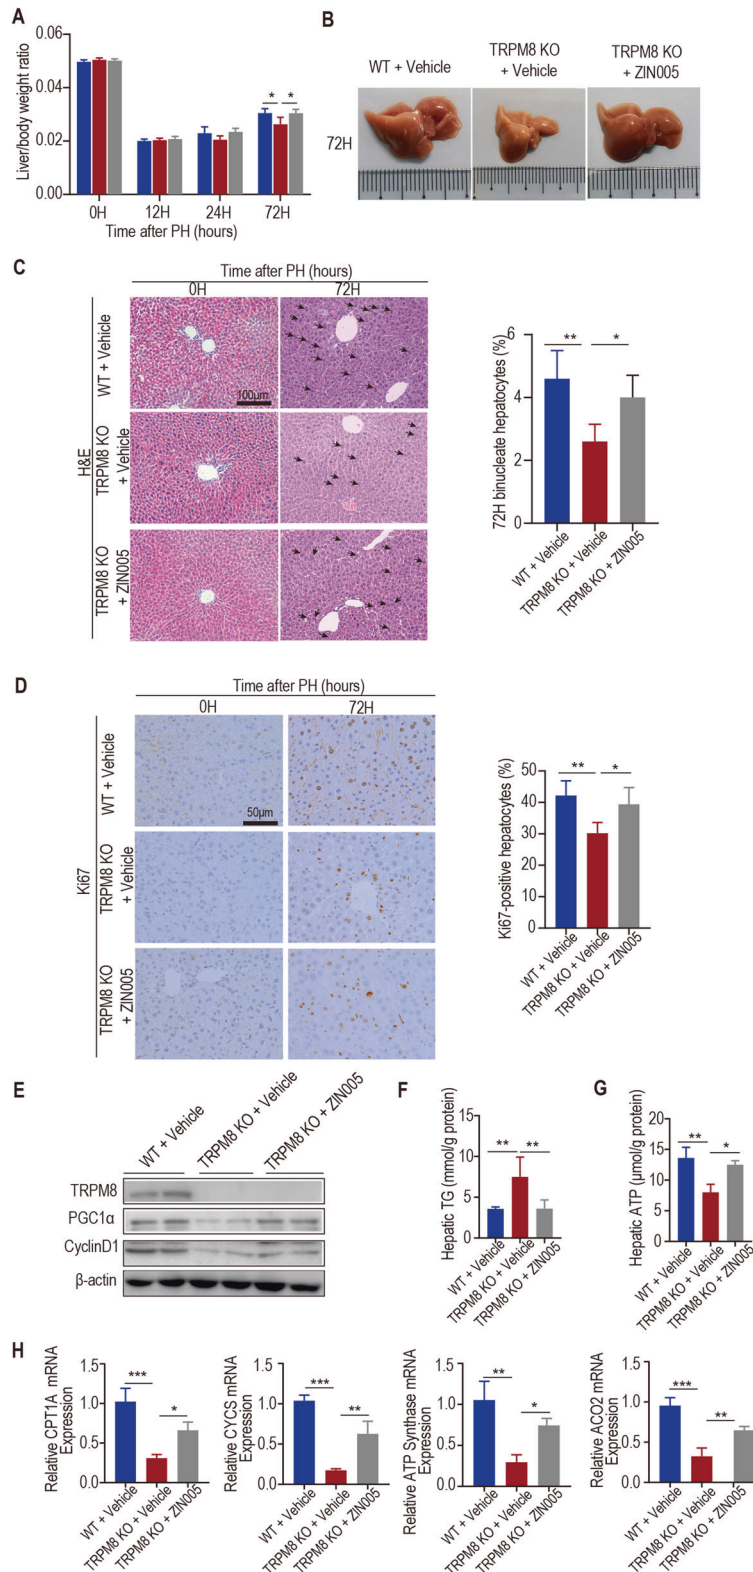 A
Liver/body weight ratio
0.06
0.04
0.02
0.00
* *
0H 12H 24H 72H
Time after PH (hours)
B
WT + Vehicle
TRPM8 KO
+ Vehicle
TRPM8 KO
+ ZIN005
72H
C
Time after PH (hours)
0H 72H
H&E
WT + Vehicle
100μm
TRPM8 KO
+ Vehicle
TRPM8 KO
+ ZIN005
72H binucleate hepatocytes (%)
6
4
2
0
** *
WT + Vehicle
TRPM8 KO + Vehicle
TRPM8 KO + ZIN005
D
Time after PH (hours)
0H 72H
Ki67
WT + Vehicle
50μm
TRPM8 KO
+ Vehicle
TRPM8 KO
+ ZIN005
Ki67-positive hepatocytes (%)
50
40
30
20
10
0
** *
WT + Vehicle
TRPM8 KO + Vehicle
TRPM8 KO + ZIN005
E
WT + Vehicle
TRPM8 KO + Vehicle
TRPM8 KO + ZIN005
TRPM8
PGC1α
CyclinD1
β-actin
F
Hepatic TG (mmol/g protein)
15
10
5
0
** **
WT + Vehicle
TRPM8 KO + Vehicle
TRPM8 KO + ZIN005
G
Hepatic ATP (μmol/g protein)
20
15
10
5
0
** *
WT + Vehicle
TRPM8 KO + Vehicle
TRPM8 KO + ZIN005
H
Relative CPT1A mRNA
Expression
1.5
1.0
0.5
0.0
*** *
WT + Vehicle
TRPM8 KO + Vehicle
TRPM8 KO + ZIN005
Relative CYCS mRNA
Expression
1.5
1.0
0.5
0.0
*** **
WT + Vehicle
TRPM8 KO + Vehicle
TRPM8 KO + ZIN005
Relative ATP Synthase mRNA
Expression
1.5
1.0
0.5
0.0
** *
WT + Vehicle
TRPM8 KO + Vehicle
TRPM8 KO + ZIN005
Relative ACO2 mRNA
Expression
1.5
1.0
0.5
0.0
*** **
WT + Vehicle
TRPM8 KO + Vehicle
TRPM8 KO + ZIN005